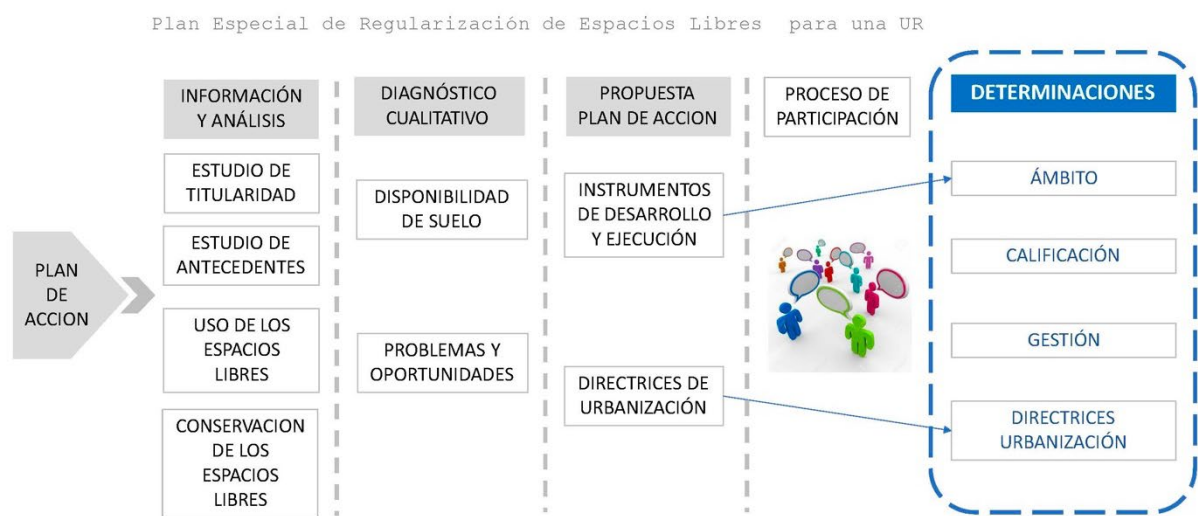 Plan Especial de Regularización de Espacios Libres para una UR
PLAN
DE
ACCION
INFORMACIÓN
Y ANÁLISIS
ESTUDIO DE
TITULARIDAD
ESTUDIO DE
ANTECEDENTES
USO DE LOS
ESPACIOS
LIBRES
CONSERVACION
DE LOS
ESPACIOS
LIBRES
DIAGNÓSTICO
CUALITATIVO
DISPONIBILIDAD
DE SUELO
PROBLEMAS Y
OPORTUNIDADES
PROPUESTA
PLAN DE ACCION
INSTRUMENTOS
DE DESARROLLO
Y EJECUCIÓN
DIRECTRICES DE
URBANIZACIÓN
PROCESO DE
PARTICIPACIÓN
DETERMINACIONES
ÁMBITO
CALIFICACIÓN
GESTIÓN
DIRECTRICES
URBANIZACIÓN